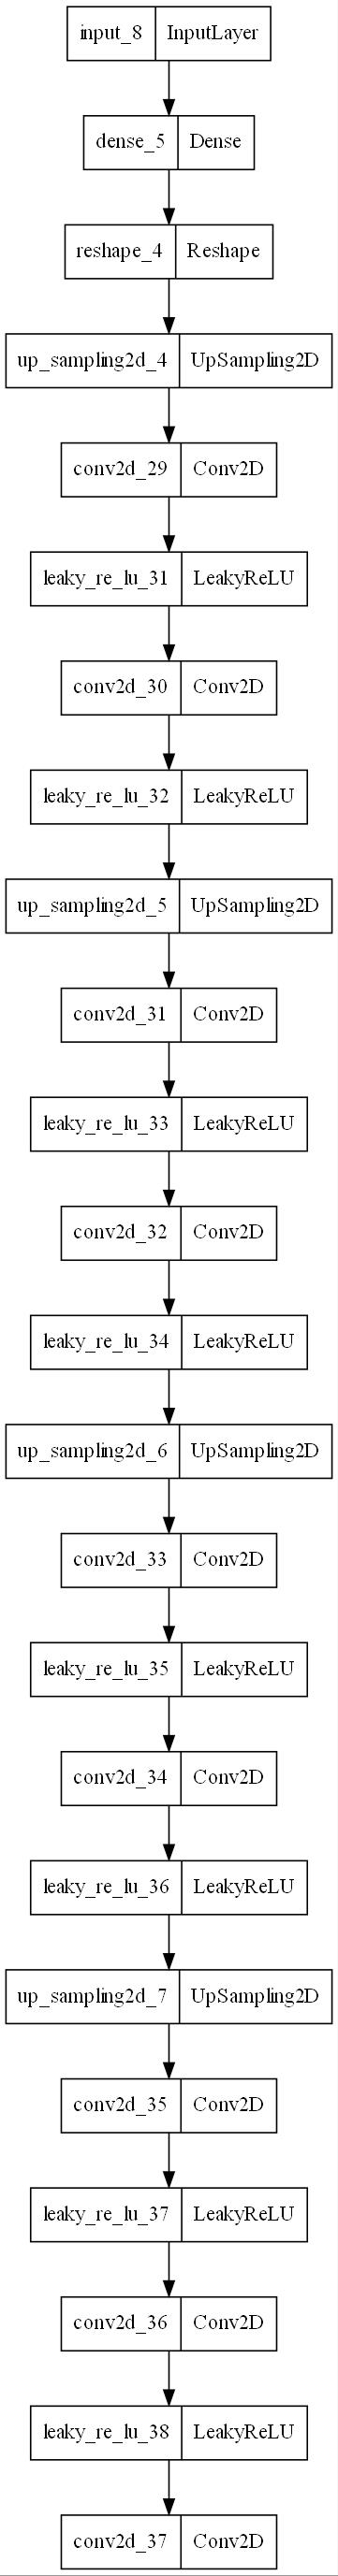 input_8 InputLayer
dense_5 Dense
reshape_4 Reshape
up_sampling2d_4 UpSampling2D
conv2d_29 Conv2D
leaky_re_lu_31 LeakyReLU
conv2d_30 Conv2D
leaky_re_lu_32 LeakyReLU
up_sampling2d_5 UpSampling2D
conv2d_31 Conv2D
leaky_re_lu_33 LeakyReLU
conv2d_32 Conv2D
leaky_re_lu_34 LeakyReLU
up_sampling2d_6 UpSampling2D
conv2d_33 Conv2D
leaky_re_lu_35 LeakyReLU
conv2d_34 Conv2D
leaky_re_lu_36 LeakyReLU
up_sampling2d_7 UpSampling2D
conv2d_35 Conv2D
leaky_re_lu_37 LeakyReLU
conv2d_36 Conv2D
leaky_re_lu_38 LeakyReLU
conv2d_37 Conv2D